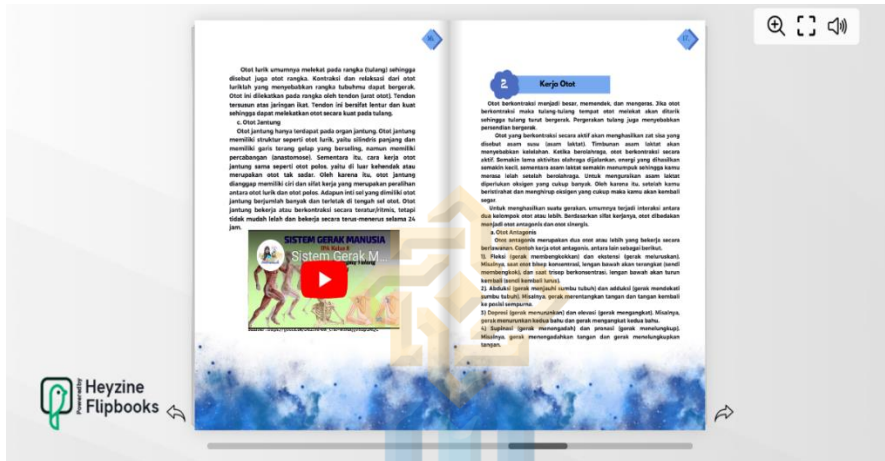 16.
Otot lurik umumnya melekat pada rangka (tulang) sehingga
disebut juga otot rangka. Kontraksi dan relaksasi dari otot
luriklah yang menyebabkan rangka tubuhmu dapat bergerak.
Otot ini dilekatkan pada rangka oleh tendon (urat otot). Tendon
tersusun atas jaringan ikat. Tendon ini bersifat lentur dan kuat
sehingga dapat melekatkan otot secara kuat pada tulang.
c. Otot Jantung
Otot jantung hanya terdapat pada organ jantung. Otot jantung
memiliki struktur seperti otot lurik, yaitu silindris panjang dan
memiliki garis terang gelap yang berseling, namun memiliki
percabangan (anastomose). Sementara itu, cara kerja otot
jantung sama seperti otot polos, yaitu di luar kehendak atau
merupakan otot tak sadar. Oleh karena itu, otot jantung
dianggap memiliki ciri dan sifat kerja yang merupakan peralihan
antara otot lurik dan otot polos. Adapun inti sel yang dimiliki otot
jantung berjumlah banyak dan terletak di tengah sel otot. Otot
jantung bekerja atau berkontraksi secara teratur/ritmis, tetapi
tidak mudah lelah dan bekerja secara terus-menerus selama 24
jam.
SISTEM GERAK MANUSIA
IPA Kelas 8
Sistem Gerak M...
17.
2. Kerja Otot
Otot berkontraksi menjadi besar, memendek, dan mengeras. Jika otot
berkontraksi maka tulang-tulang tempat otot melekat akan ditarik
sehingga tulang turut bergerak. Pergerakan tulang juga menyebabkan
persendian bergerak.
Otot yang berkontraksi secara aktif akan menghasilkan zat sisa yang
disebut asam susu (asam laktat). Timbunan asam laktat akan
menyebabkan kelelahan. Ketika berolahraga, otot berkontraksi secara
aktif. Semakin lama aktivitas olahraga dijalankan, energi yang dihasilkan
semakin kecil, sementara asam laktat semakin menumpuk sehingga kamu
merasa lelah setelah berolahraga. Untuk menguraikan asam laktat
diperlukan oksigen yang cukup banyak. Oleh karena itu, setelah kamu
beristirahat dan menghirup oksigen yang cukup maka kamu akan kembali
segar
Untuk menghasilkan suatu gerakan, umumnya terjadi interaksi antara
dua kelompok otot atau lebih. Berdasarkan sifat kerjanya, otot dibedakan
menjadi otot antagonis dan otot sinergis.
a. Otot Antagonis
Otot antagonis merupakan dua otot atau lebih yang bekerja secara
berlawanan. Contoh kerja otot antagonis, antara lain sebagai berikut.
1). Fleksi (gerak membengkokkan) dan ekstensi (gerak meluruskan).
Misalnya, saat otot bisep konsentrasi, lengan bawah akan terangkat (sendi
membengkok), dan saat trisep berkonsentrasi, lengan bawah akan turun
kembali (sendi kembali lurus).
2). Abduksi (gerak menjauhi sumbu tubuh) dan adduksi (gerak mendekati
sumbu tubuh). Misalnya, gerak merentangkan tangan dan tangan kembali
ke posisi sempurna.
3) Depresi (gerak menurunkan) dan elevasi (gerak mengangkat). Misalnya,
gerak menurunkan kedua bahu dan gerak mengangkat kedua bahu.
4) Supinasi (gerak menengadah) dan pronasi (gerak menelungkup).
Misalnya, gerak menengadahkan tangan dan gerak menelungkupkan
tangan.
Powered by
Heyzine
Flipbooks